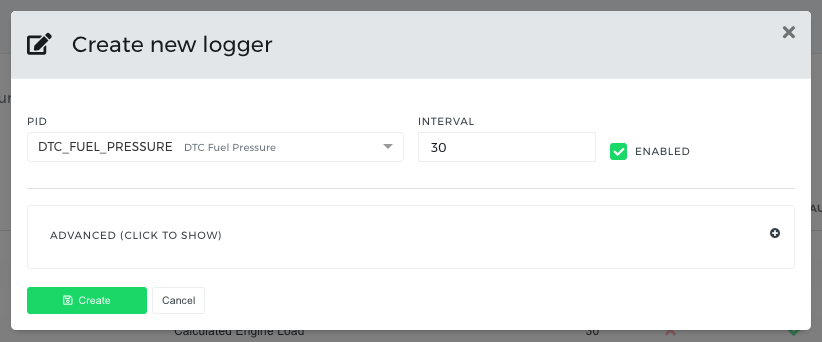 Create new logger
PID
INTERVAL
DTC_FUEL_PRESSURE DTC Fuel Pressure
30
ENABLED
ADVANCED (CLICK TO SHOW)
Create
Cancel
Calculated Engine Load
30